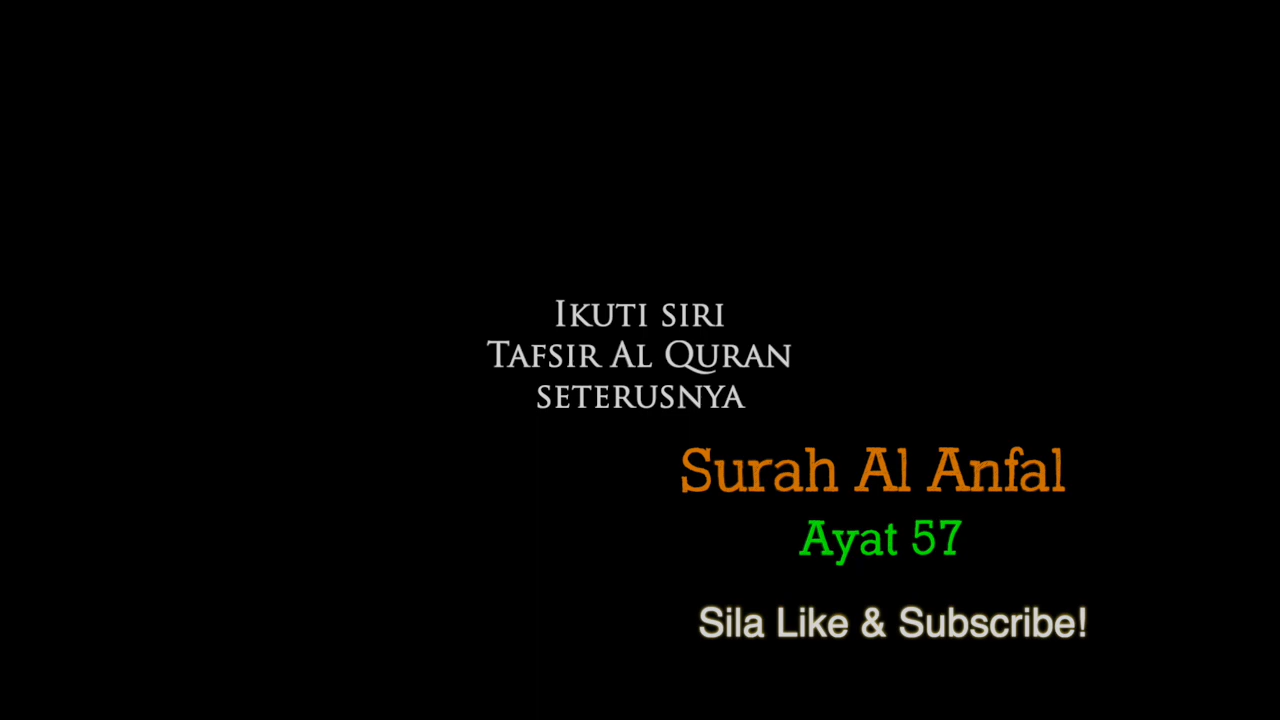 Ikuti siri
Tafsir Al Quran
seterusnya
Surah Al Anfal
Ayat 57
Sila Like & Subscribe!